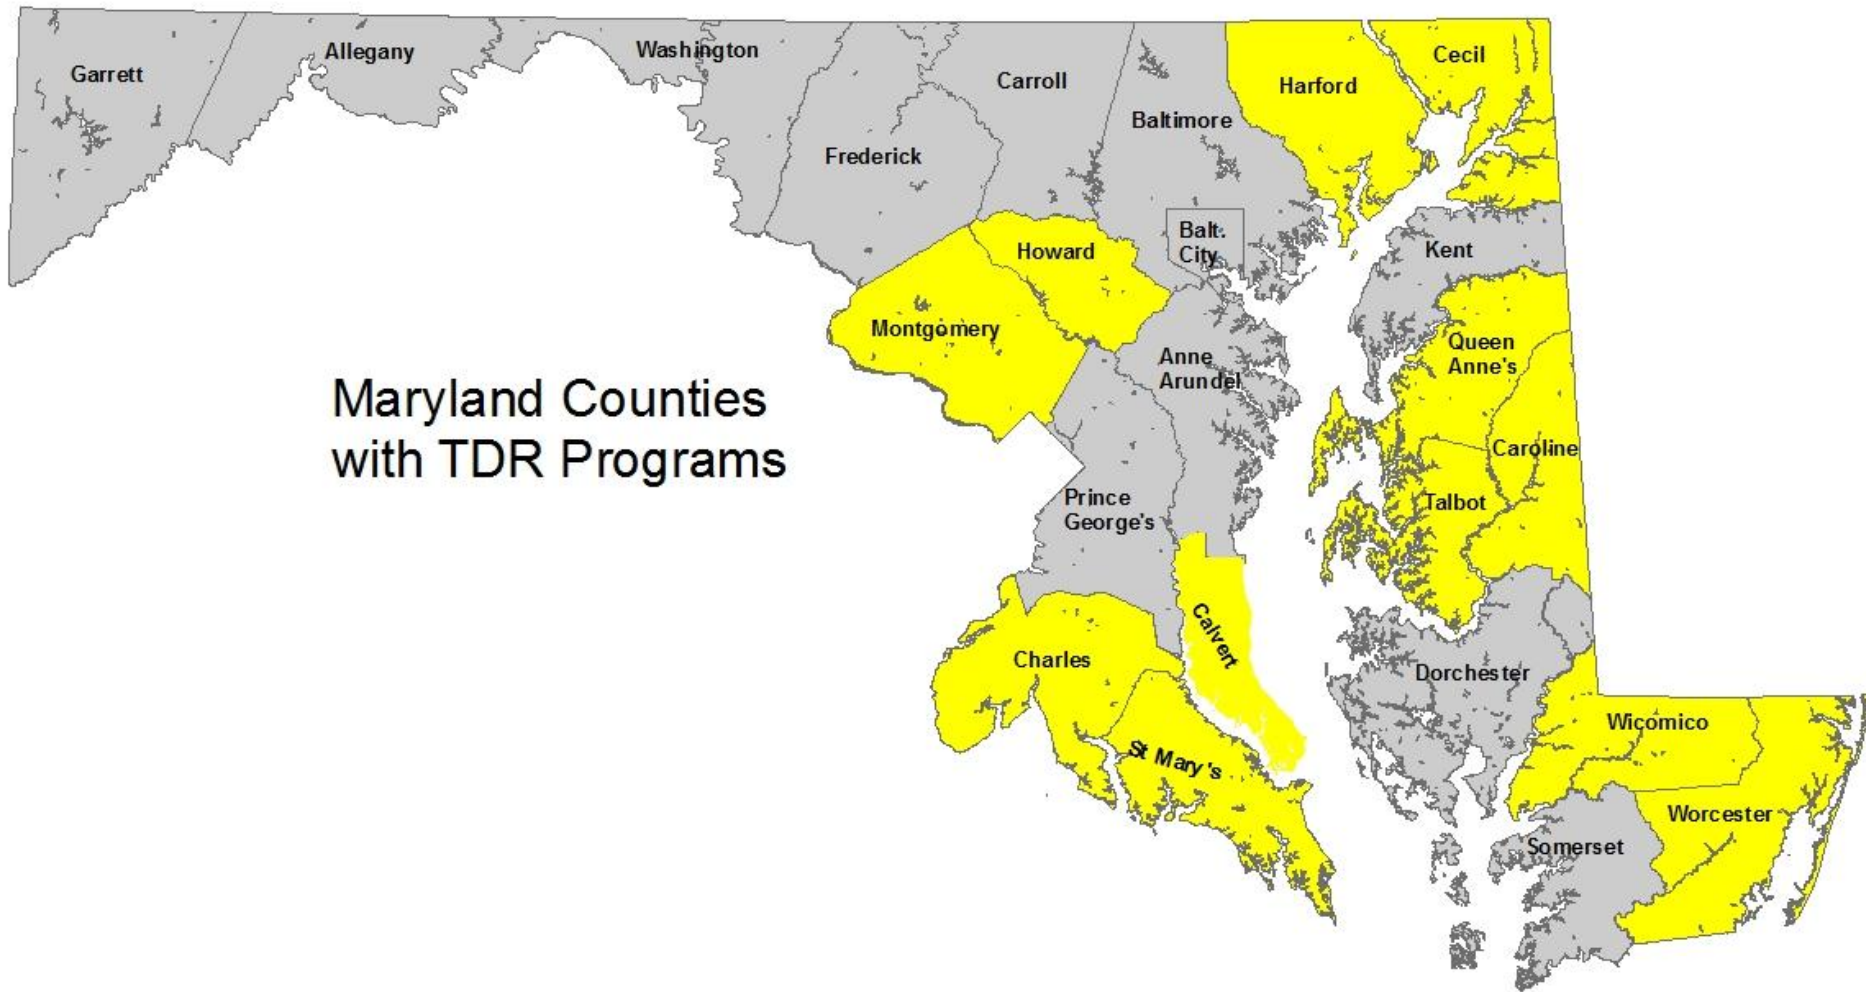 Garrett
Allegany
Washington
Frederick
Carroll
Baltimore
Harford
Cecil
Balt.
City
Howard
Kent
Montgomery
Anne
Arundel
Queen
Anne's
Maryland Counties
with TDR Programs
Caroline
Talbot
Prince
George's
Calvert
Charles
Dorchester
St Mary's
Wicomico
Worcester
Somerset